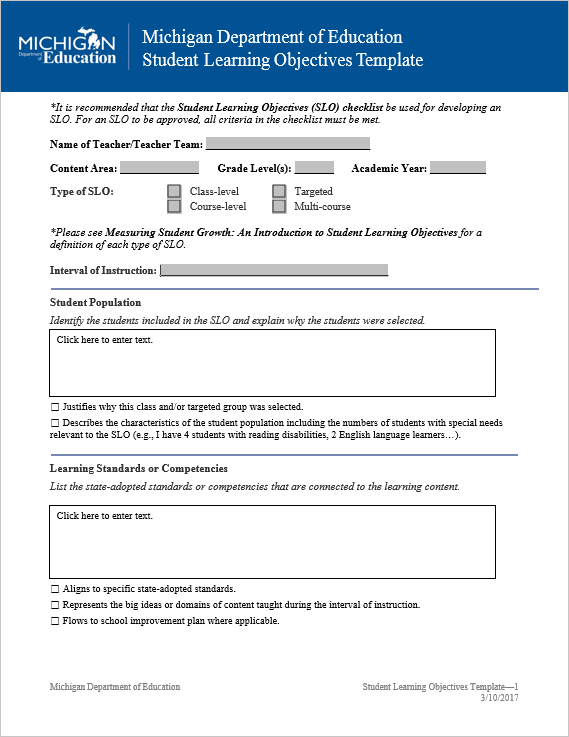 MICHIGAN
Department of Education
Michigan Department of Education
Student Learning Objectives Template
*It is recommended that the Student Learning Objectives (SLO) checklist be used for developing an
SLO. For an SLO to be approved, all criteria in the checklist must be met.
Name of Teacher/Teacher Team:
Content Area: Grade Level(s): Academic Year:
Type of SLO: Class-level Targeted
Course-level Multi-course
*Please see Measuring Student Growth: An Introduction to Student Learning Objectives for a
definition of each type of SLO.
Interval of Instruction:
Student Population
Identify the students included in the SLO and explain why the students were selected.
Click here to enter text.
☐ Justifies why this class and/or targeted group was selected.
☐ Describes the characteristics of the student population including the numbers of students with special needs
relevant to the SLO (e.g., I have 4 students with reading disabilities, 2 English language learners…).
Learning Standards or Competencies
List the state-adopted standards or competencies that are connected to the learning content.
Click here to enter text.
☐ Aligns to specific state-adopted standards.
☐ Represents the big ideas or domains of content taught during the interval of instruction.
☐ Flows to school improvement plan where applicable.
Michigan Department of Education Student Learning Objectives Template—1
3/10/2017